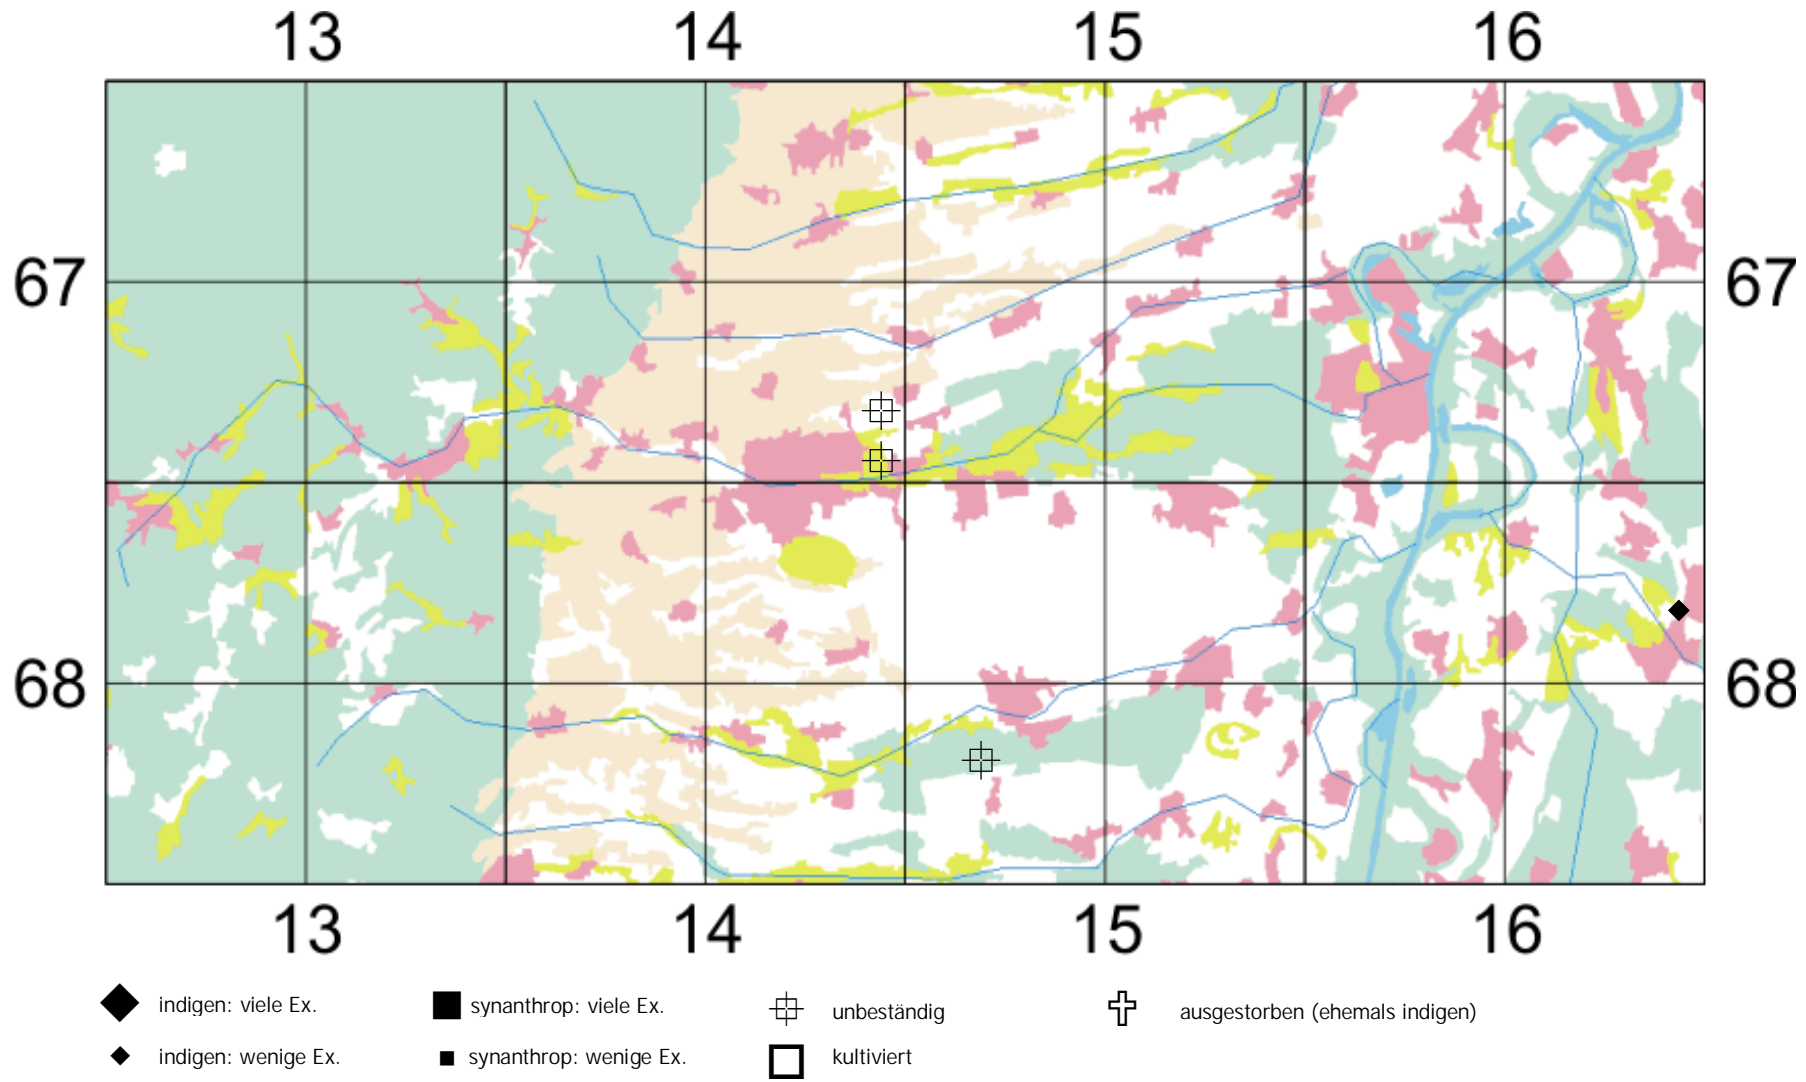 13 14 15 16
67 67
68 68
13 14 15 16
indigen: viele Ex. synanthrop: viele Ex. unbeständig ausgestorben (ehemals indigen)
indigen: wenige Ex. synanthrop: wenige Ex. kultiviert